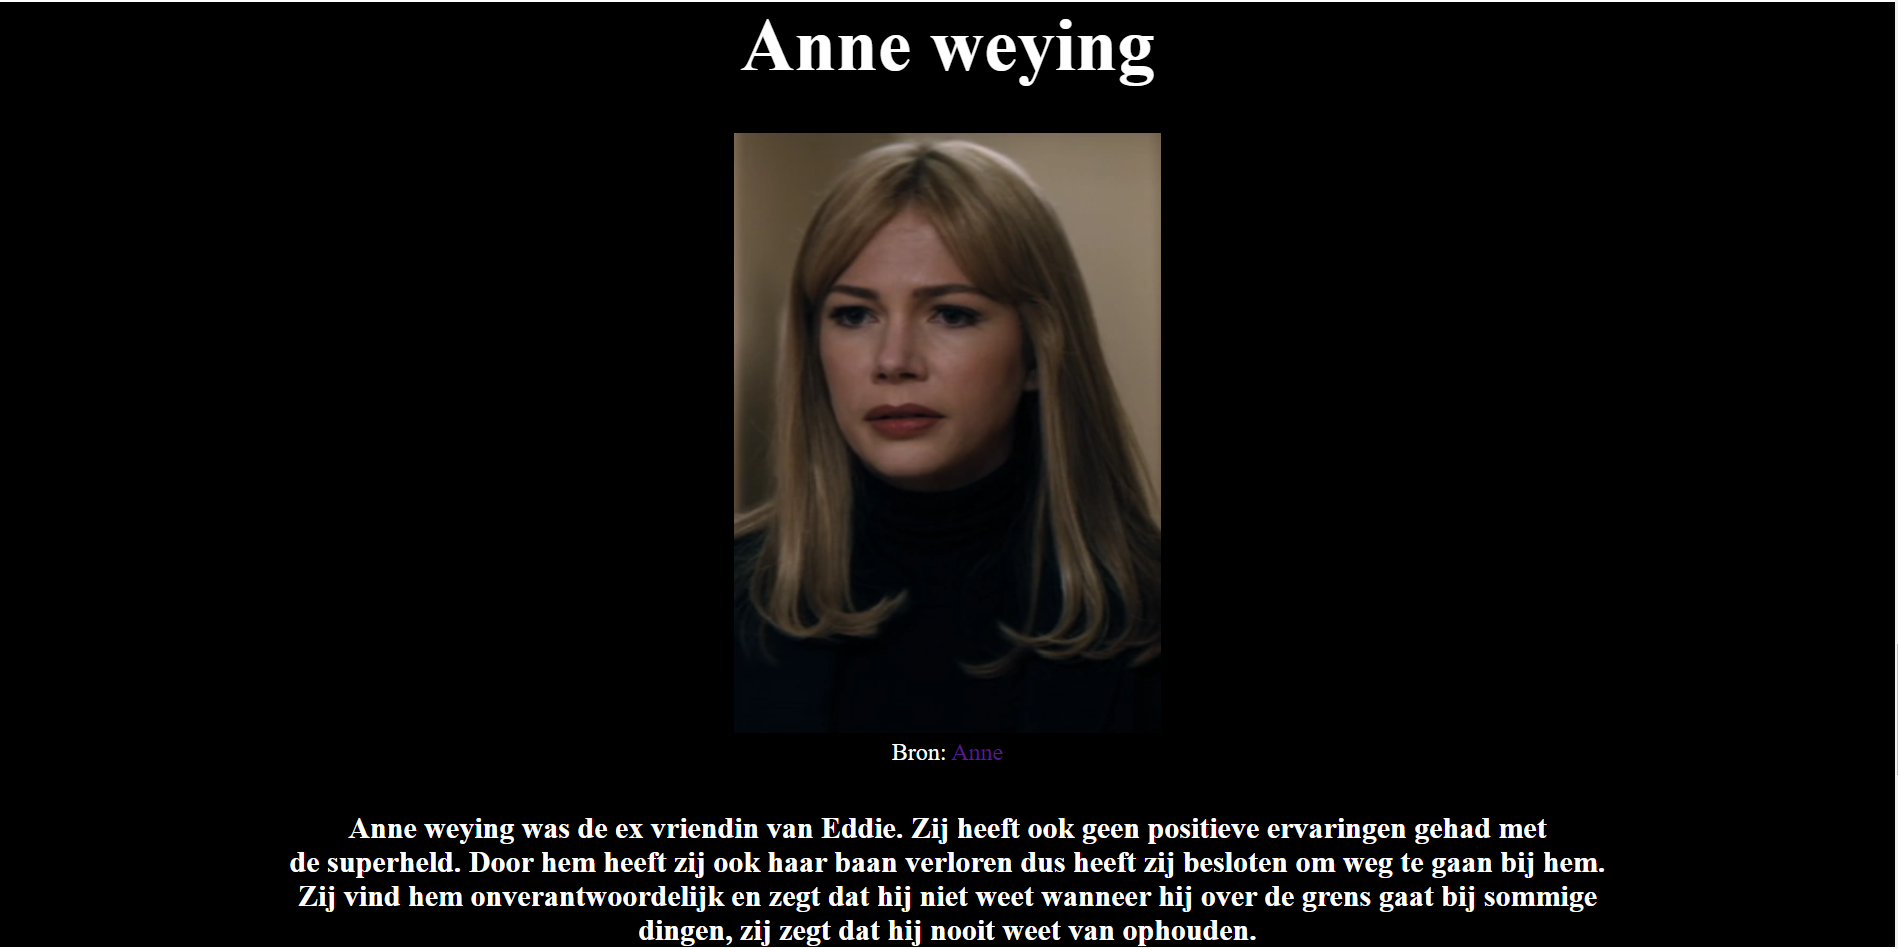 Anne weying
Bron: Anne
Anne weying was de ex vriendin van Eddie. Zij heeft ook geen positieve ervaringen gehad met
de superheld. Door hem heeft zij ook haar baan verloren dus heeft zij besloten om weg te gaan bij hem.
Zij vind hem onverantwoordelijk en zegt dat hij niet weet wanneer hij over de grens gaat bij sommige
dingen, zij zegt dat hij nooit weet van ophouden.